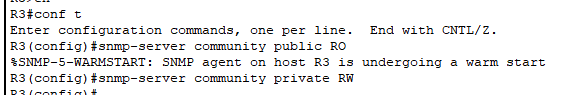 R3#conf t
Enter configuration commands, one per line.  End with CNTL/Z.
R3(config)#snmp-server community public RO
%SNMP-5-WARMSTART: SNMP agent on host R3 is undergoing a warm start
R3(config)#snmp-server community private RW
R3(config)#